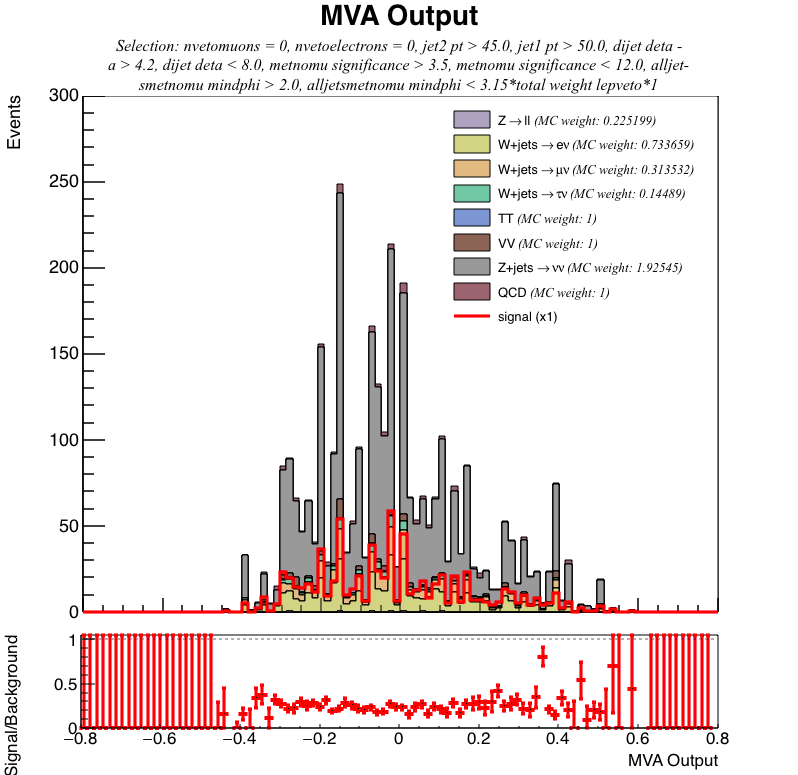 MVA Output
Selection: nvetomuons = 0, nvetoelectrons = 0, jet2 pt > 45.0, jet1 pt > 50.0, dijet deta -
a > 4.2, dijet deta < 8.0, metnomu significance > 3.5, metnomu significance < 12.0, alljet-
smetnomu mindphi > 2.0, alljetsmetnomu mindphi < 3.15*total weight lepveto*1
Events
300
250
200
150
100
50
0
Z→ll (MC weight: 0.225199)
W+jets→eν (MC weight: 0.733659)
W+jets→μν (MC weight: 0.313532)
W+jets→τν (MC weight: 0.14489)
TT (MC weight: 1)
VV (MC weight: 1)
Z+jets→νν (MC weight: 1.92545)
QCD (MC weight: 1)
signal (x1)
Signal/Background
1
0.5
0
−0.8 −0.6 −0.4 −0.2 0 0.2 0.4 0.6 0.8
MVA Output